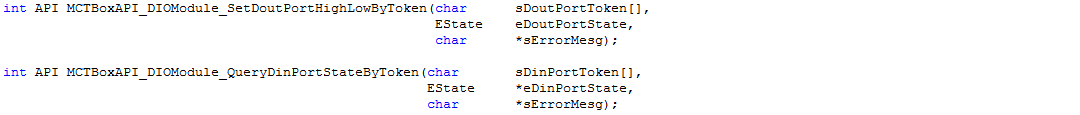 int API MCTBoxAPI_DIOModule_SetDoutPortHighLowByToken(char sDoutPortToken[],
EState eDoutPortState,
char *sErrorMesg);
int API MCTBoxAPI_DIOModule_QueryDinPortStateByToken(char sDinPortToken[],
EState *eDinPortState,
char *sErrorMesg);